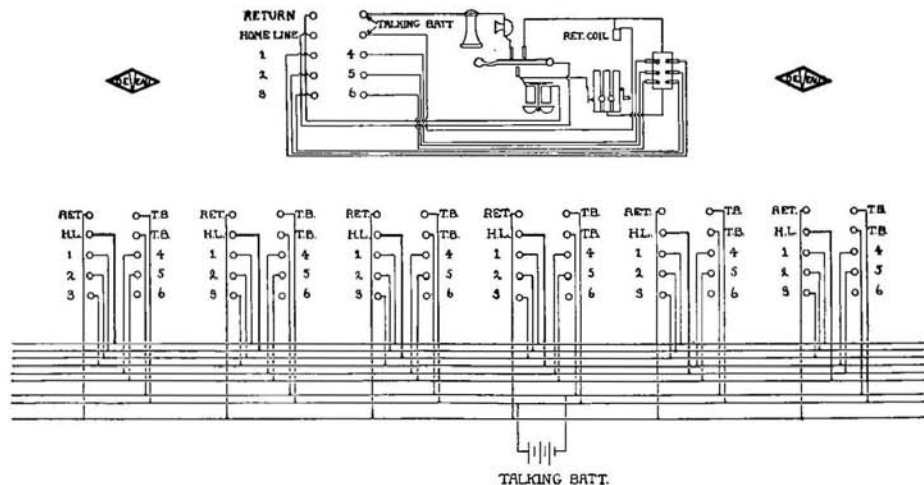 RETURN
TALKING BATT
HOME LINE
RET. COIL
1 4
2 5
3 6
DEVEAU
DEVEAU
RET. T.B. RET. T.B. RET. T.B. RET. T.B. RET. T.B. RET. T.B.
H.L. T.B. H.L. T.B. H.L. T.B. H.L. T.B. H.L. T.B. H.L. T.B.
1 4 1 4 1 4 1 4 1 4 1 4
2 5 2 5 2 5 2 5 2 5 2 5
3 6 3 6 3 6 3 6 3 6 3 6
TALKING BATT.